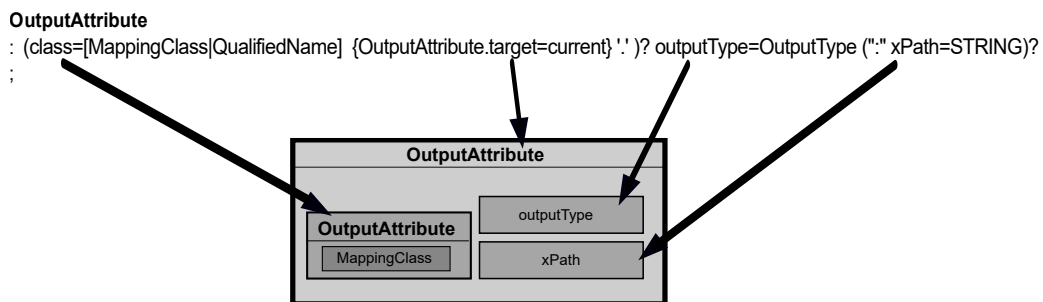 OutputAttribute
: (class=[MappingClass|QualifiedName] {OutputAttribute.target=current} '.' )? outputType=OutputType (":" xPath=STRING)?
;
OutputAttribute
outputType
OutputAttribute
MappingClass
xPath